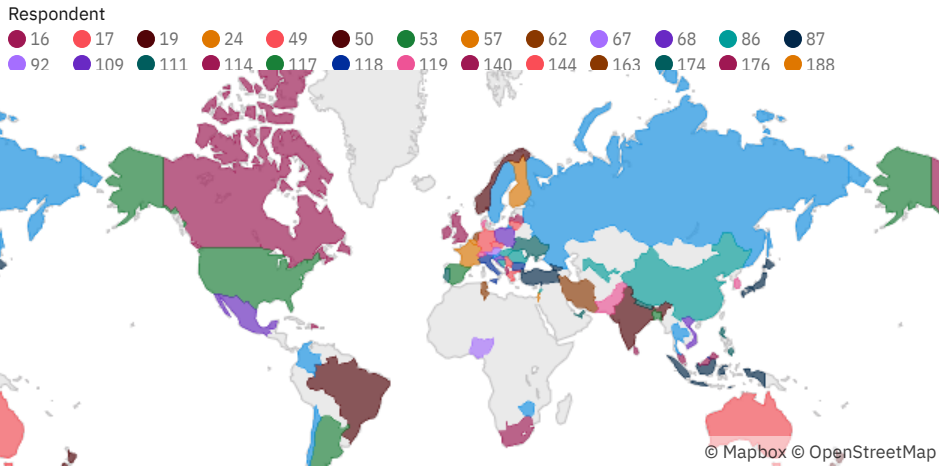 Respondent
16 17 19 24 49 50 53 57 62 67 68 86 87
92 109 111 114 117 118 119 140 144 163 174 176 188
© Mapbox © OpenStreetMap